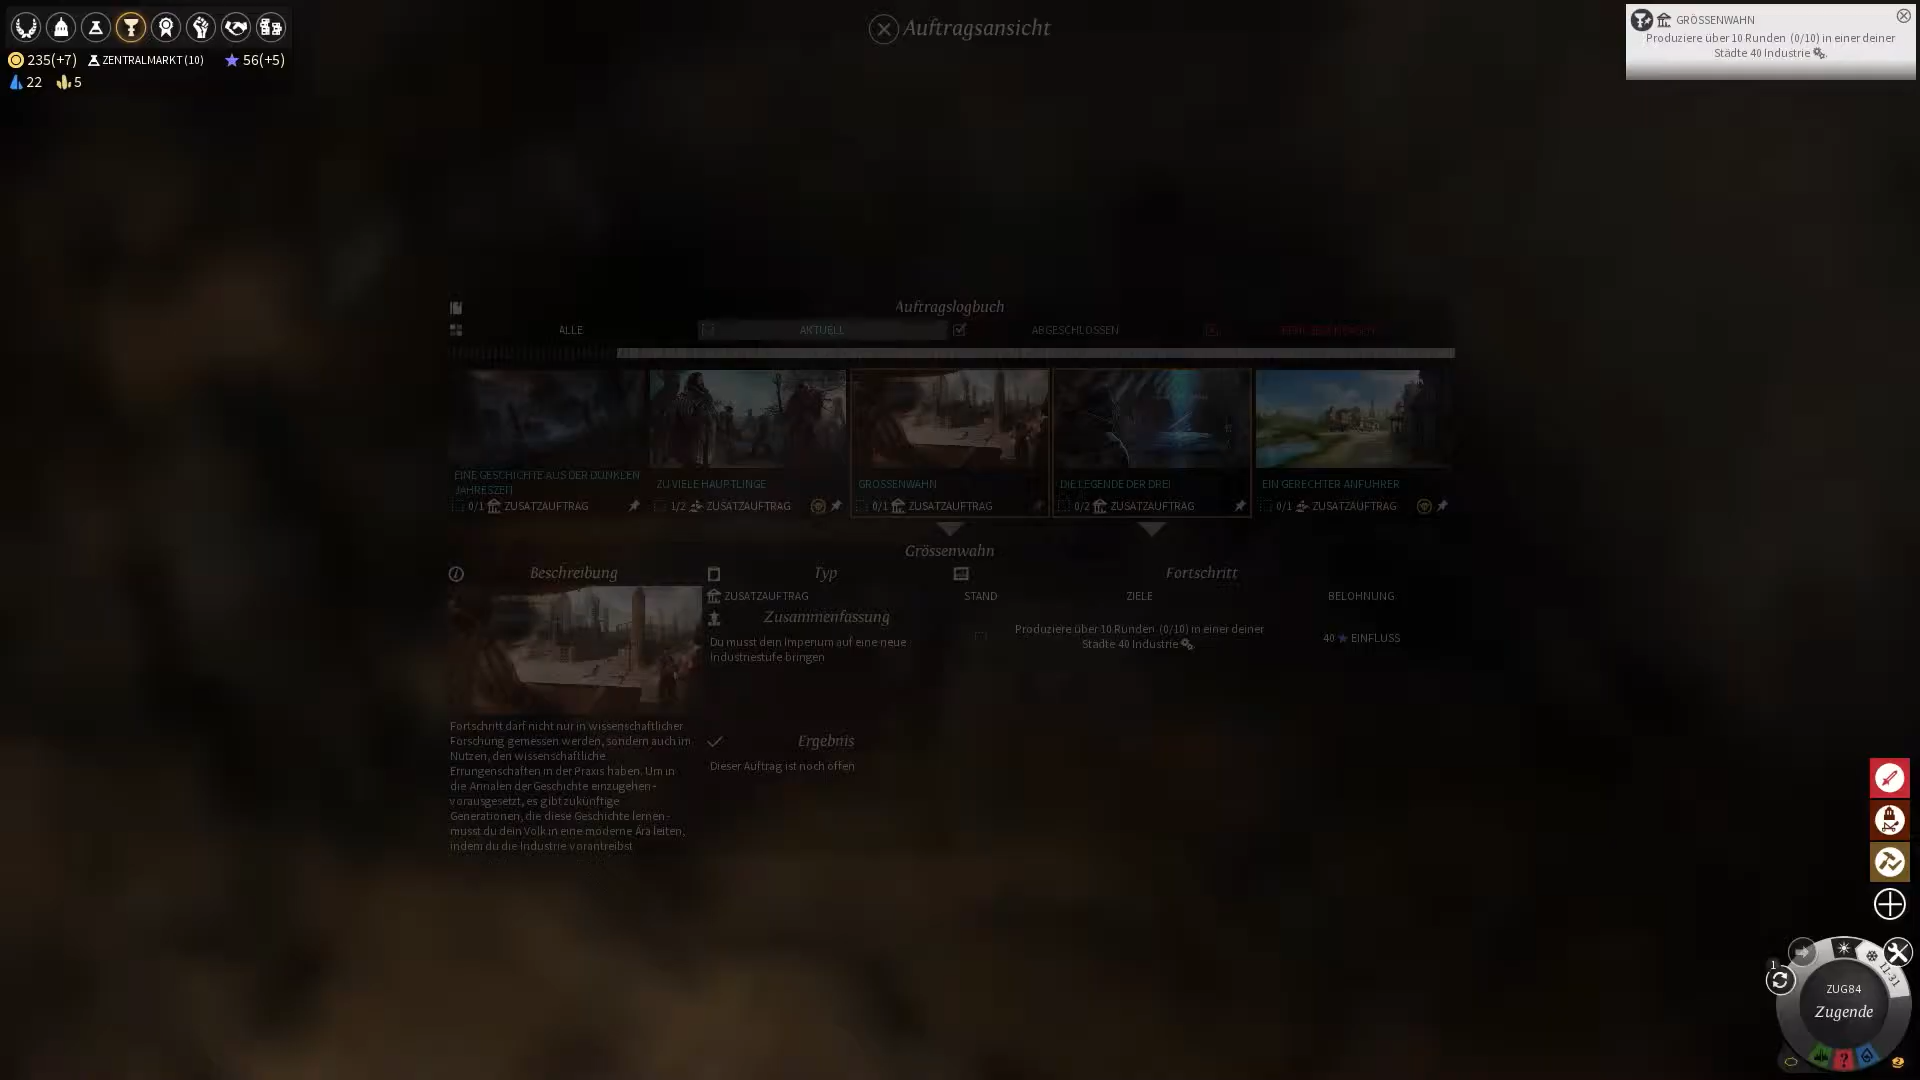 Auftragsansicht
235(+7) ZENTRALMARKT (10) 56(+5)
22 5
GRÖSSENWAHN
Produziere über 10 Runden (0/10) in einer deiner
Städte 40 Industrie
Auftragslogbuch
ALLE AKTUELL ABGESCHLOSSEN
EINE GESCHICHTE AUS DER DUNKLEN
JAHRESZEIT
0/1 ZUSATZAUFTRAG
ZU VIELE HÄUPTLINGE
1/2 ZUSATZAUFTRAG
GRÖSSENWAHN
0/1 ZUSATZAUFTRAG
DIE LEGENDE DER DREI
0/2 ZUSATZAUFTRAG
EIN GERECHTER ANFÜHRER
0/1 ZUSATZAUFTRAG
Grössenwahn
Beschreibung Typ Fortschritt
ZUSATZAUFTRAG STAND ZIELE BELOHNUNG
Zusammenfassung
Du musst dein Imperium auf eine neue
Industriestufe bringen
Produziere über 10 Runden (0/10) in einer deiner
Städte 40 Industrie
40 EINFLUSS
Fortschritt darf nicht nur in wissenschaftlicher
Forschung gemessen werden, sondern auch im
Nutzen, den wissenschaftliche
Errungenschaften in der Praxis haben. Um in
die Annalen der Geschichte einzugehen -
vorausgesetzt, es gibt zukünftige
Generationen, die diese Geschichte lernen -
musst du dein Volk in eine moderne Ära leiten,
indem du die Industrie vorantreibst
Ergebnis
Dieser Auftrag ist noch offen
1
11-31
ZUG 84
Zugende